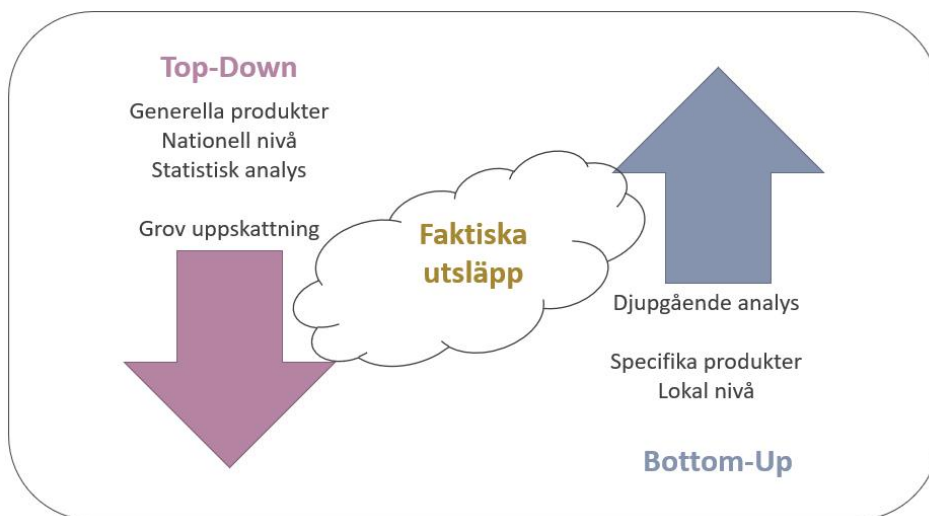 Top-Down
Generella produkter
Nationell nivå
Statistisk analys
Grov uppskattning
Faktiska
utsläpp
Djupgående analys
Specifika produkter
Lokal nivå
Bottom-Up